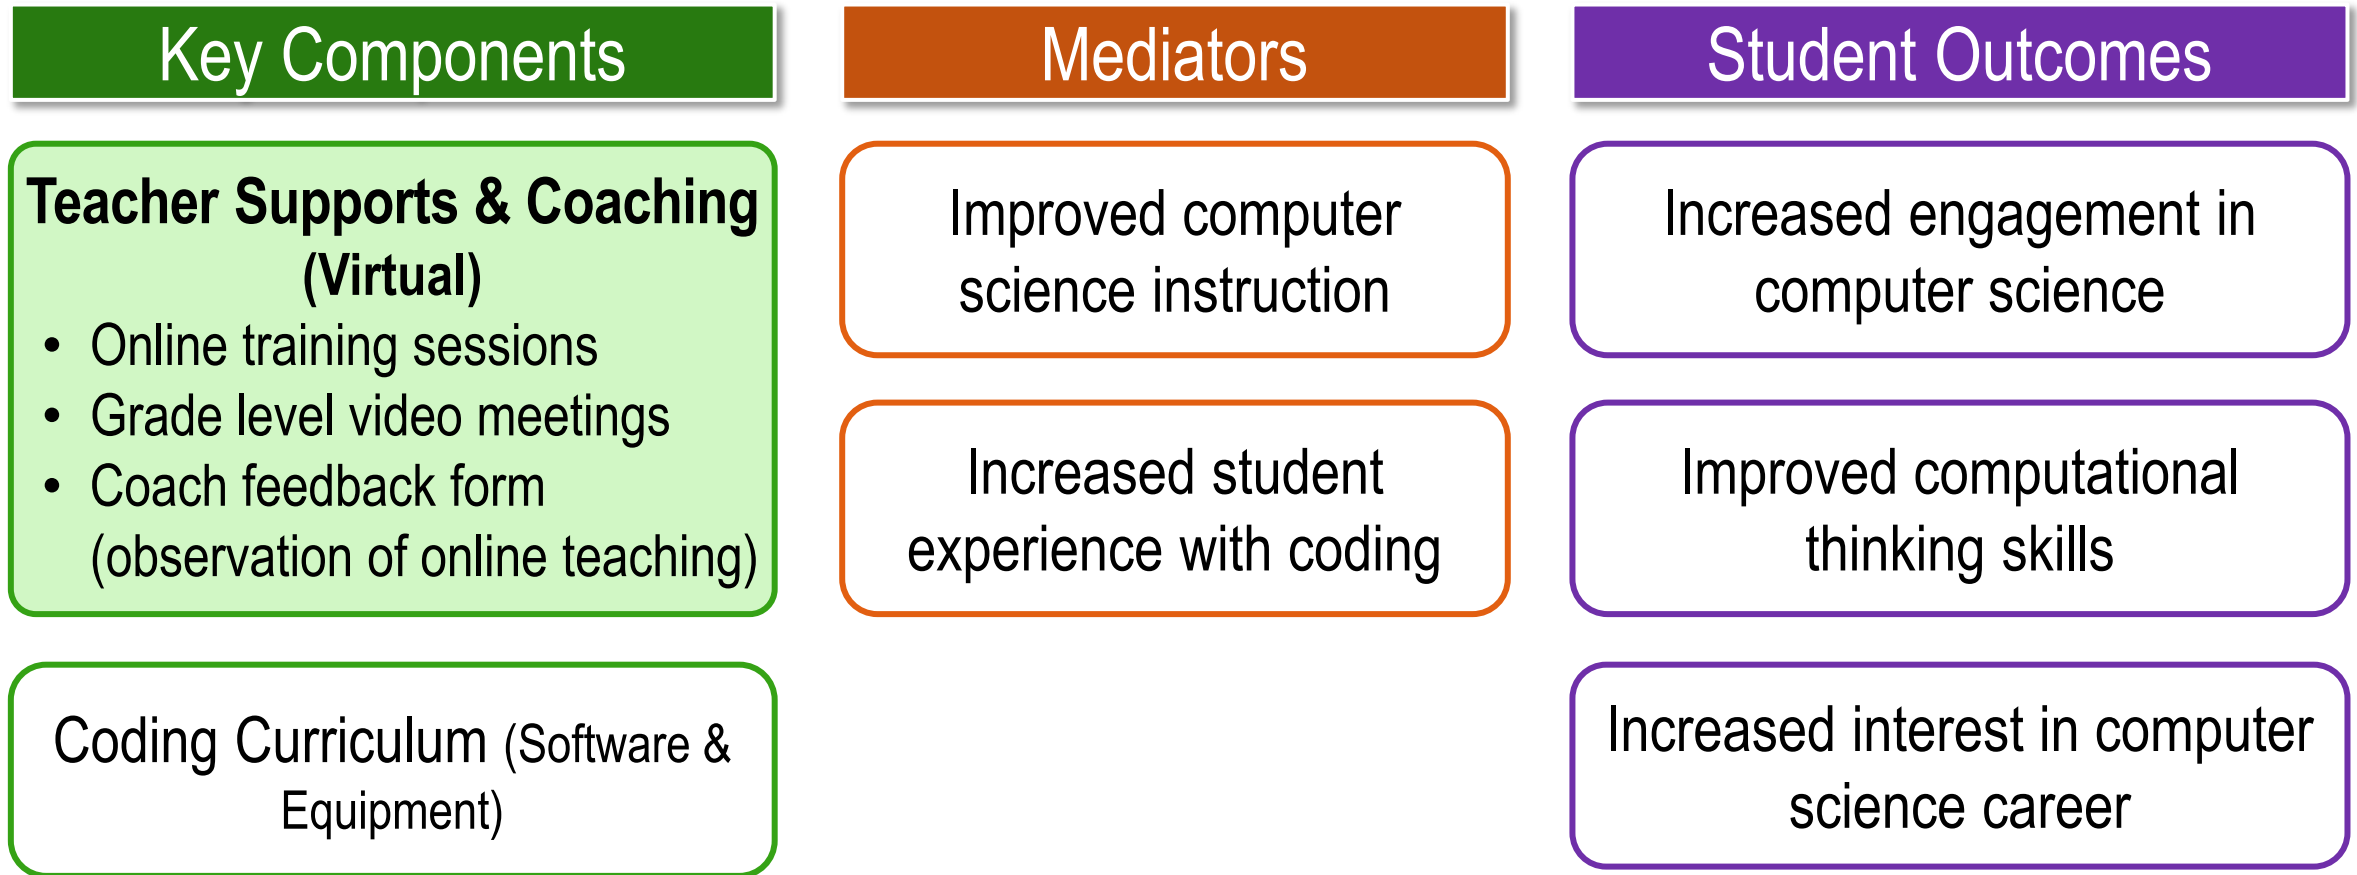 Key Components
Teacher Supports & Coaching
(Virtual)
• Online training sessions
• Grade level video meetings
• Coach feedback form
(observation of online teaching)
Coding Curriculum (Software &
Equipment)
Mediators
Improved computer
science instruction
Increased student
experience with coding
Student Outcomes
Increased engagement in
computer science
Improved computational
thinking skills
Increased interest in computer
science career